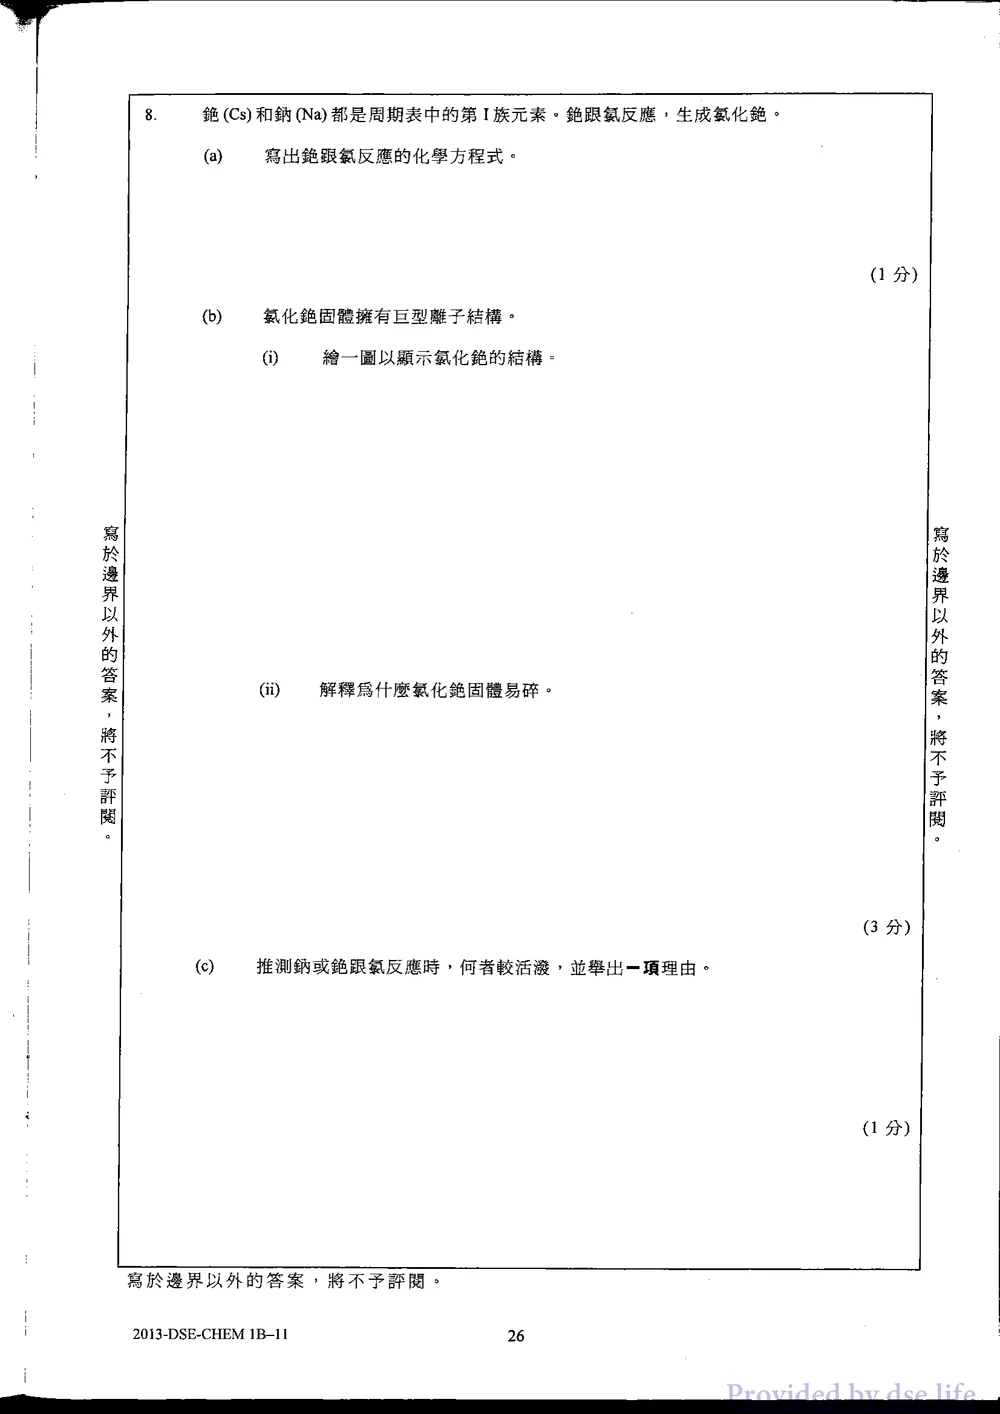 8. 銫 (Cs) 和鈉 (Na) 都是周期表中的第 I 族元素。銫跟氯反應，生成氯化銫。
(a) 寫出銫跟氯反應的化學方程式。
(1 分)
(b) 氯化銫固體擁有巨型離子結構。
(i) 繪一圖以顯示氯化銫的結構。
寫於邊界以外的答案，將不予評閱。
寫於邊界以外的答案，將不予評閱。
(ii) 解釋爲什麼氯化銫固體易碎。
(3 分)
(c) 推測鈉或銫跟氯反應時，何者較活潑，並舉出一項理由。
(1 分)
寫於邊界以外的答案，將不予評閱。
2013-DSE-CHEM 1B–11
26
Provided by dse.life